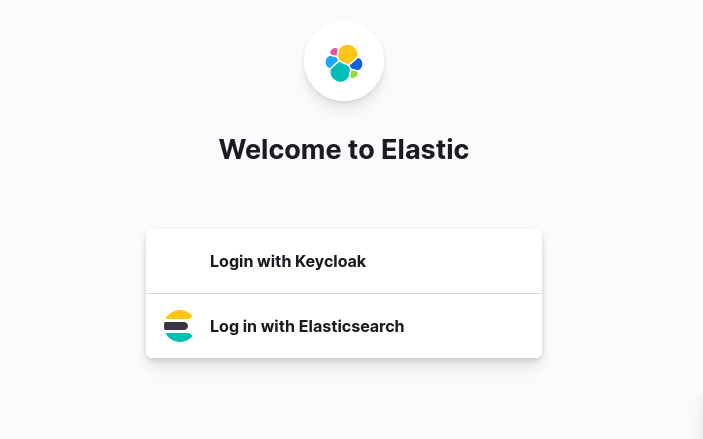 Welcome to Elastic
Login with Keycloak
Log in with Elasticsearch